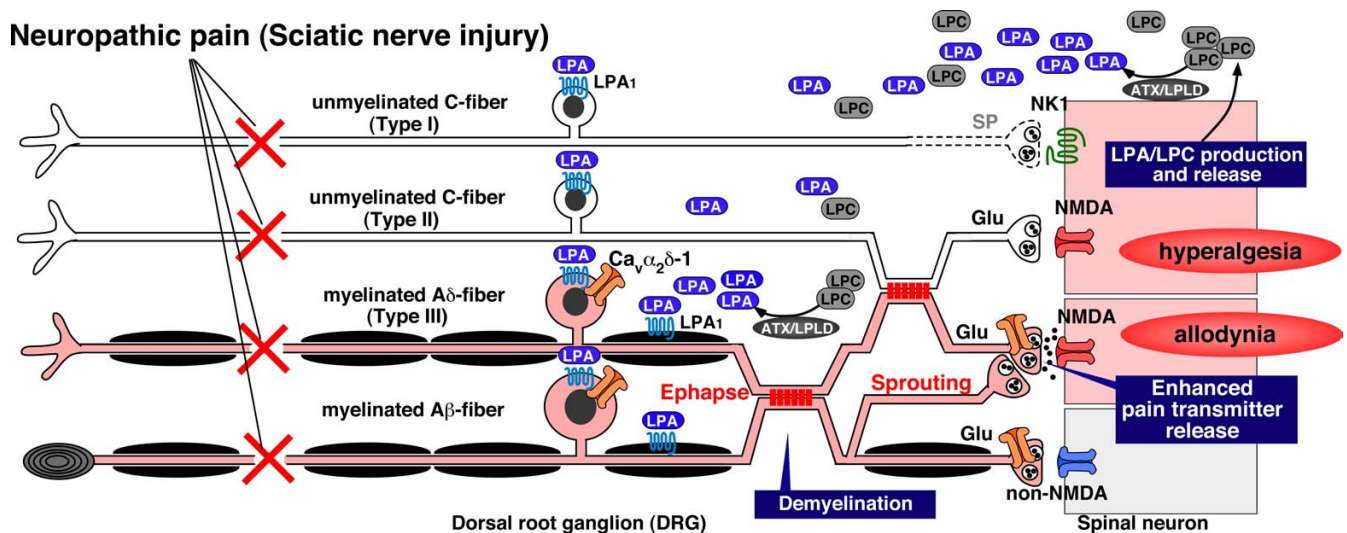 Neuropathic pain (Sciatic nerve injury)
LPC
LPC
LPA
LPA
LPA
LPC
LPC
LPC
LPA
LPA
LPA
LPA
LPC
LPA
LPA
LPA
LPC
ATX/LPLD
LPA
LPA1
unmyelinated C-fiber
(Type I)
SP
NK1
LPA/LPC production
and release
LPA
unmyelinated C-fiber
(Type II)
LPA
LPA
LPC
Glu
NMDA
hyperalgesia
LPA
Cavα2δ-1
myelinated Aδ-fiber
(Type III)
LPA
LPA
LPA
LPA
LPA1
LPC
LPC
ATX/LPLD
Glu
NMDA
allodynia
LPA
Ephapse
Sprouting
Enhanced
pain transmitter
release
myelinated Aβ-fiber
LPA
Glu
non-NMDA
Demyelination
Dorsal root ganglion (DRG)
Spinal neuron